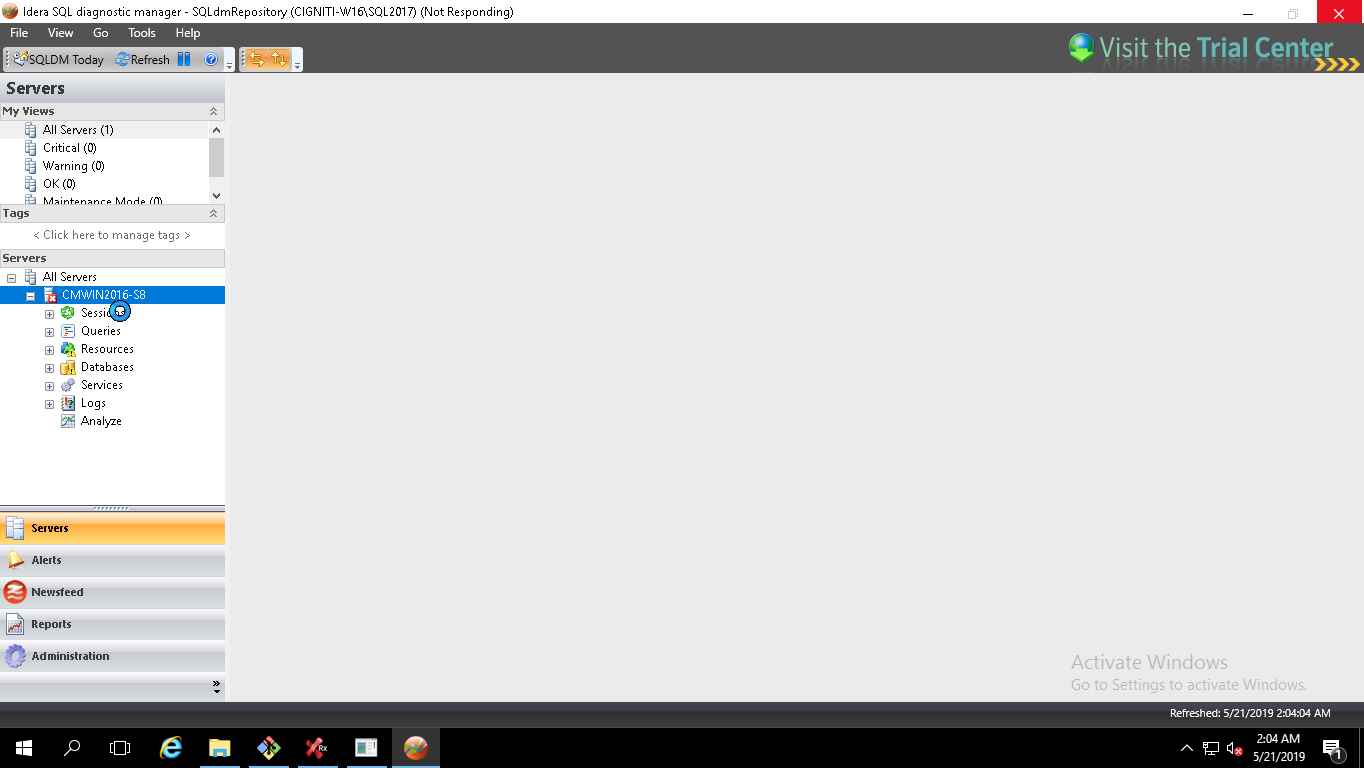 Idera SQL diagnostic manager - SQLdmRepository (CIGNITI-W16\SQL2017) (Not Responding)
File View Go Tools Help
SQLDM Today Refresh
Visit the Trial Center
Servers
My Views
All Servers (1)
Critical (0)
Warning (0)
OK (0)
Maintenance Mode (0)
Tags
< Click here to manage tags >
Servers
All Servers
CMWIN2016-S8
Queries
Resources
Databases
Services
Logs
Analyze
Servers
Alerts
Newsfeed
Reports
Administration
Activate Windows
Go to Settings to activate Windows.
Refreshed: 5/21/2019 2:04:04 AM
Rx
2:04 AM
5/21/2019
1